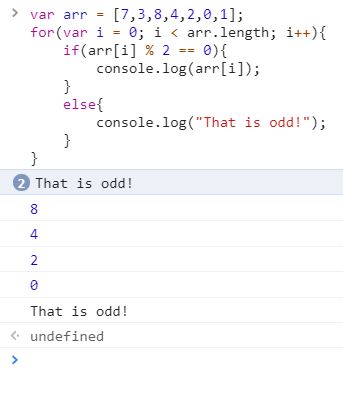 > var arr = [7,3,8,4,2,0,1];
for(var i = 0; i < arr.length; i++){
    if(arr[i] % 2 == 0){
        console.log(arr[i]);
    }
    else{
        console.log("That is odd!");
    }
}
2 That is odd!
8
4
2
0
That is odd!
undefined
>